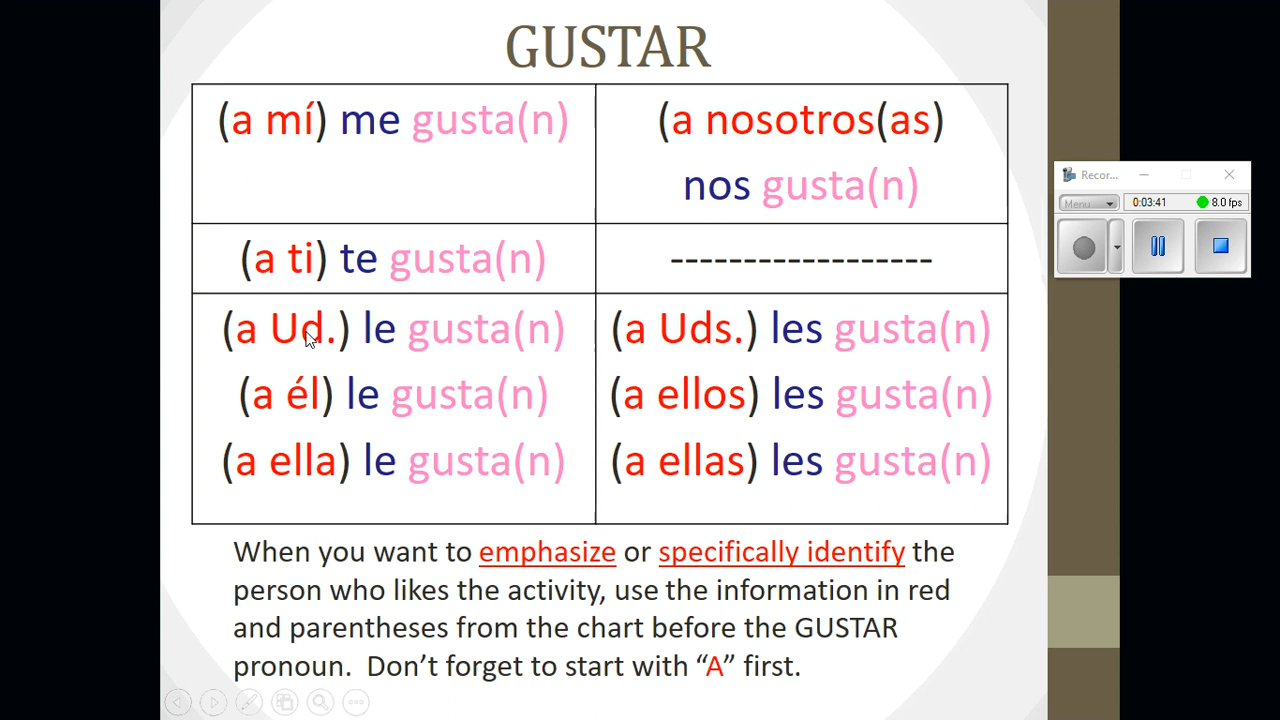 GUSTAR
(a mí) me gusta(n)
(a nosotros(as)
nos gusta(n)
(a ti) te gusta(n)
------------------
(a Ud.) le gusta(n)
(a él) le gusta(n)
(a ella) le gusta(n)
(a Uds.) les gusta(n)
(a ellos) les gusta(n)
(a ellas) les gusta(n)
When you want to emphasize or specifically identify the
person who likes the activity, use the information in red
and parentheses from the chart before the GUSTAR
pronoun.  Don't forget to start with “A” first.
Recor...
Menu
0:03:41
8.0 fps